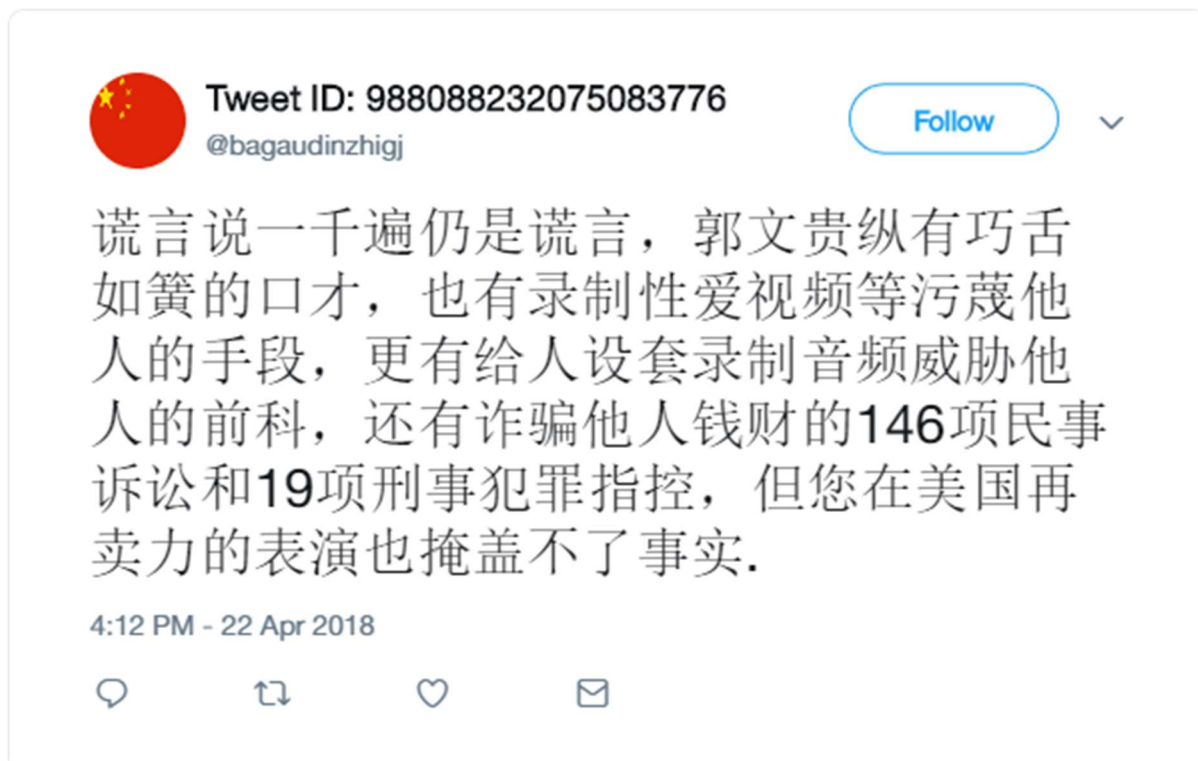 Tweet ID: 988088232075083776
@bagaudinzhigj
Follow
谎言说一千遍仍是谎言，郭文贵纵有巧舌
如簧的口才，也有录制性爱视频等污蔑他
人的手段，更有给人设套录制音频威胁他
人的前科，还有诈骗他人钱财的146项民事
诉讼和19项刑事犯罪指控，但您在美国再
卖力的表演也掩盖不了事实.
4:12 PM - 22 Apr 2018